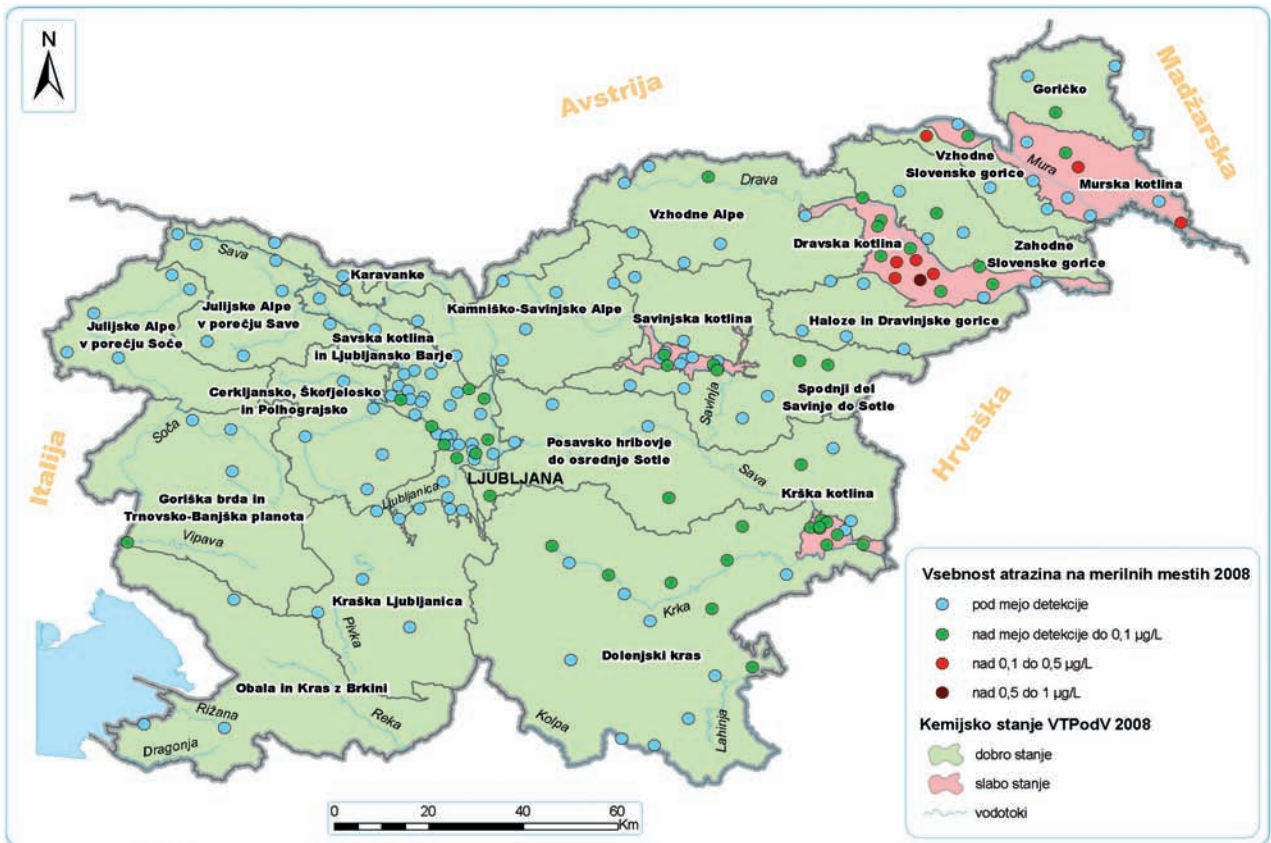 N
Avstrija
Madžarska
Goričko
Vzhodne
Slovenske gorice
Mura
Murska kotlina
Drava
Vzhodne Alpe
Dravska kotlina
Zahodne
Slovenske gorice
Sava
Karavanke
Julijske Alpe
v porečju Save
Kamniško-Savinjske Alpe
Savinjska kotlina
Haloze in Dravinjske gorice
Julijske Alpe
v porečju Soče
Savska kotlina
in Ljubljansko Barje
Cerkljansko, Škofjeloško
in Polhograjsko
Savinja
Spodnji del
Savinje do Sotle
Hrvaška
Soča
Italija
Posavsko hribovje
do osrednje Sotle
Sava
LJUBLJANA
Ljubljanica
Krška kotlina
Goriška brda in
Trnovsko-Banjška planota
Vipava
Kraška Ljubljanica
Pivka
Krka
Dolenjski kras
Obala in Kras z Brkini
Rižana
Reka
Kolpa
Lahinja
Dragonja
0 20 40 60
Km
Vsebnost atrazina na merilnih mestih 2008
pod mejo detekcije
nad mejo detekcije do 0,1 µg/L
nad 0,1 do 0,5 µg/L
nad 0,5 do 1 µg/L
Kemijsko stanje VTPodV 2008
dobro stanje
slabo stanje
vodotoki